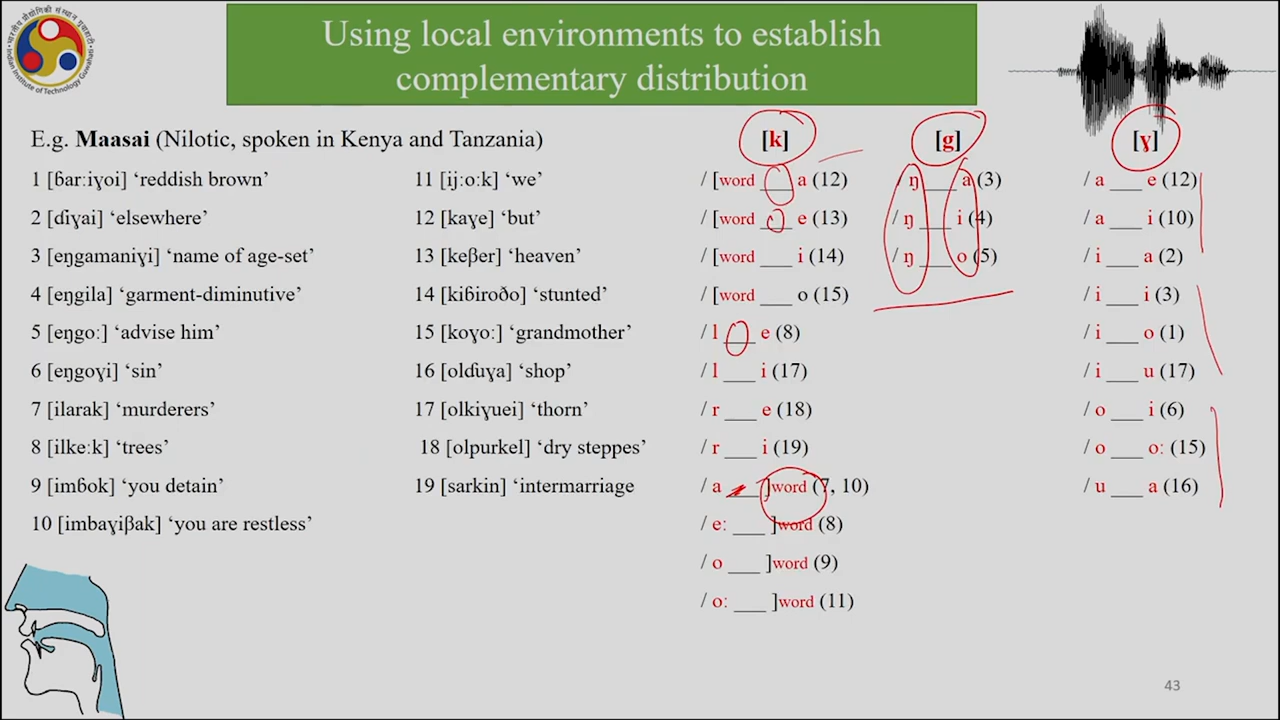 Using local environments to establish
complementary distribution
E.g. Maasai (Nilotic, spoken in Kenya and Tanzania)
1 [ɓarːiɣoi] ‘reddish brown’
2 [ɗiɣai] ‘elsewhere’
3 [eŋgamaniɣi] ‘name of age-set’
4 [eŋgila] ‘garment-diminutive’
5 [eŋgoː] ‘advise him’
6 [eŋgoɣi] ‘sin’
7 [ilarak] ‘murderers’
8 [ilkeːk] ‘trees’
9 [imɓok] ‘you detain’
10 [imbaɣiβak] ‘you are restless’
11 [ijːoːk] ‘we’
12 [kaɣe] ‘but’
13 [keβer] ‘heaven’
14 [kiɓiroðo] ‘stunted’
15 [koɣoː] ‘grandmother’
16 [olɗuɣa] ‘shop’
17 [olkiɣuei] ‘thorn’
18 [olpurkel] ‘dry steppes’
19 [sarkin] ‘intermarriage
[k]
/ [word ___ a (12)
/ [word ___ e (13)
/ [word ___ i (14)
/ [word ___ o (15)
/ l ___ e (8)
/ l ___ i (17)
/ r ___ e (18)
/ r ___ i (19)
/ a ___ ]word (7, 10)
/ eː ___ ]word (8)
/ o ___ ]word (9)
/ oː ___ ]word (11)
[g]
/ ŋ ___ a (3)
/ ŋ ___ i (4)
/ ŋ ___ o (5)
[ɣ]
/ a ___ e (12)
/ a ___ i (10)
/ i ___ a (2)
/ i ___ i (3)
/ i ___ o (1)
/ i ___ u (17)
/ o ___ i (6)
/ o ___ oː (15)
/ u ___ a (16)
43